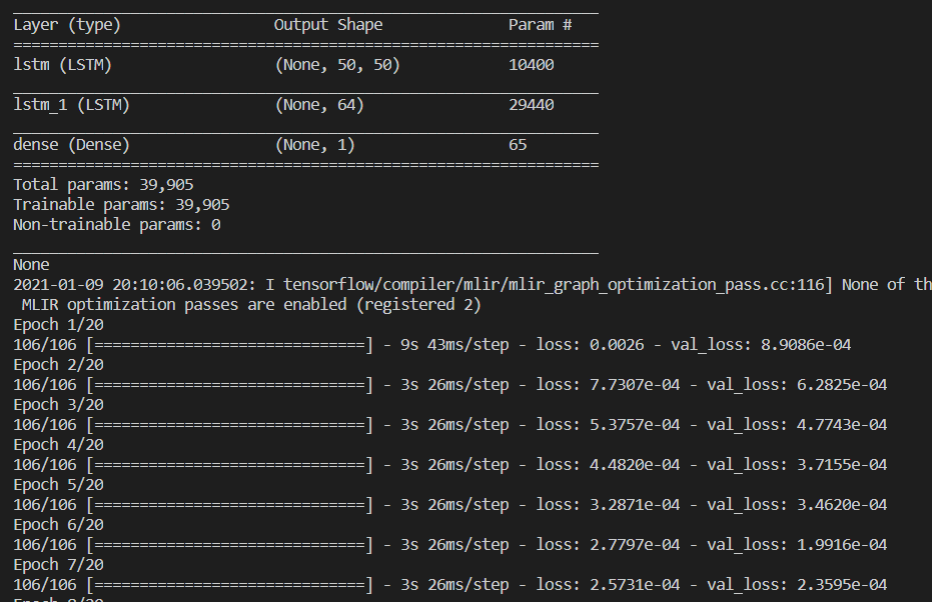 Layer (type) Output Shape Param #
=================================================================
lstm (LSTM) (None, 50, 50) 10400
_________________________________________________________________
lstm_1 (LSTM) (None, 64) 29440
_________________________________________________________________
dense (Dense) (None, 1) 65
=================================================================
Total params: 39,905
Trainable params: 39,905
Non-trainable params: 0
_________________________________________________________________
None
2021-01-09 20:10:06.039502: I tensorflow/compiler/mlir/mlir_graph_optimization_pass.cc:116] None of th
MLIR optimization passes are enabled (registered 2)
Epoch 1/20
106/106 [==============================] - 9s 43ms/step - loss: 0.0026 - val_loss: 8.9086e-04
Epoch 2/20
106/106 [==============================] - 3s 26ms/step - loss: 7.7307e-04 - val_loss: 6.2825e-04
Epoch 3/20
106/106 [==============================] - 3s 26ms/step - loss: 5.3757e-04 - val_loss: 4.7743e-04
Epoch 4/20
106/106 [==============================] - 3s 26ms/step - loss: 4.4820e-04 - val_loss: 3.7155e-04
Epoch 5/20
106/106 [==============================] - 3s 26ms/step - loss: 3.2871e-04 - val_loss: 3.4620e-04
Epoch 6/20
106/106 [==============================] - 3s 26ms/step - loss: 2.7797e-04 - val_loss: 1.9916e-04
Epoch 7/20
106/106 [==============================] - 3s 26ms/step - loss: 2.5731e-04 - val_loss: 2.3595e-04
Epoch 8/20